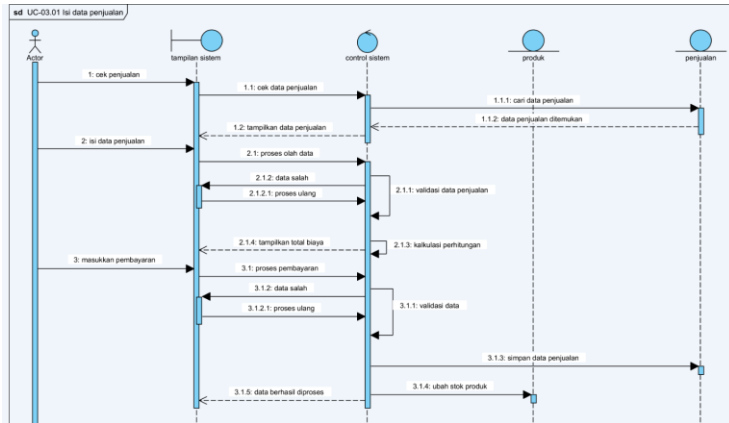 sd UC-03.01 Isi data penjualan
Actor
tampilan sistem
control sistem
produk
penjualan
1: cek penjualan
1.1: cek data penjualan
1.1.1: cari data penjualan
1.1.2: data penjualan ditemukan
1.2: tampilkan data penjualan
2: isi data penjualan
2.1: proses olah data
2.1.2: data salah
2.1.1: validasi data penjualan
2.1.2.1: proses ulang
2.1.4: tampilkan total biaya
2.1.3: kalkulasi perhitungan
3: masukkan pembayaran
3.1: proses pembayaran
3.1.2: data salah
3.1.1: validasi data
3.1.2.1: proses ulang
3.1.3: simpan data penjualan
3.1.4: ubah stok produk
3.1.5: data berhasil diproses